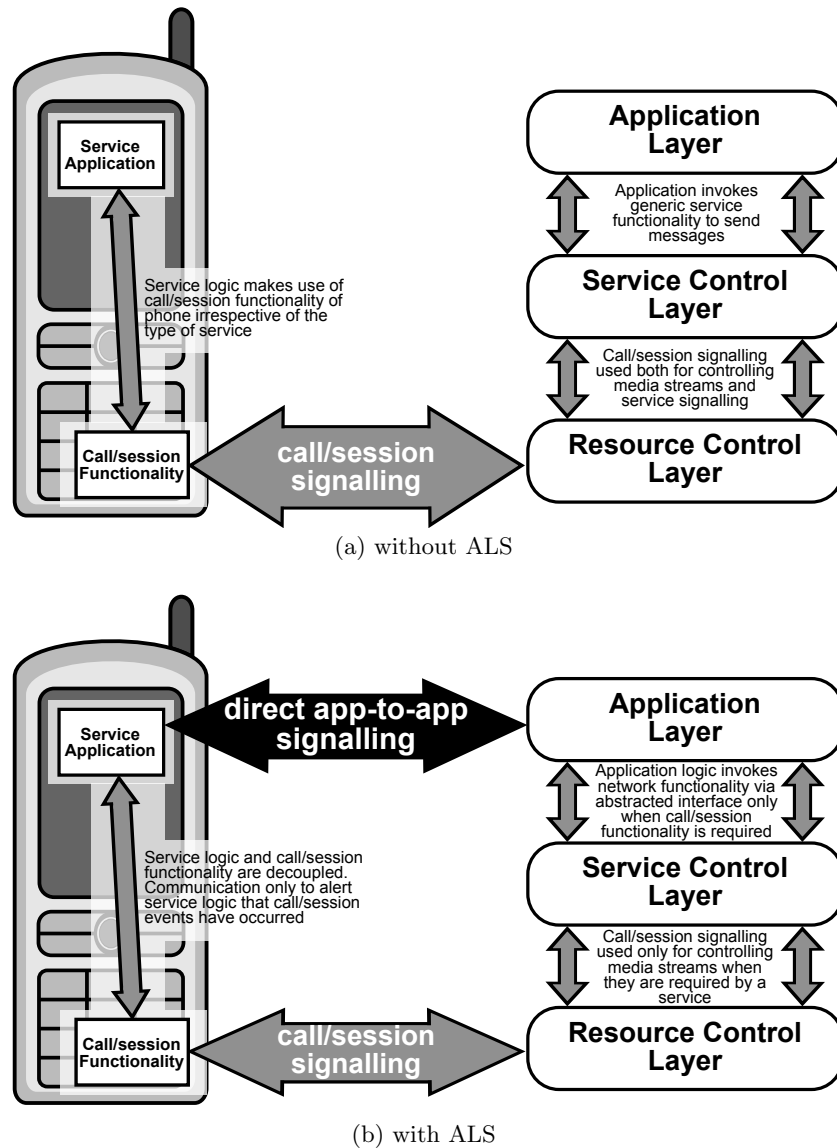 Service
Application
Service logic makes use of
call/session functionality of
phone irrespective of the
type of service
Call/session
Functionality
call/session
signalling
Application
Layer
Application invokes
generic service
functionality to send
messages
Service Control
Layer
Call/session signalling
used both for controlling
media streams and
service signalling
Resource Control
Layer
(a) without ALS
Service
Application
direct app-to-app
signalling
Service logic and call/session
functionality are decoupled.
Communication only to alert
service logic that call/session
events have occurred
Call/session
Functionality
call/session
signalling
Application
Layer
Application logic invokes
network functionality via
abstracted interface only
when call/session
functionality is required
Service Control
Layer
Call/session signalling
used only for controlling
media streams when
they are required by a
service
Resource Control
Layer
(b) with ALS